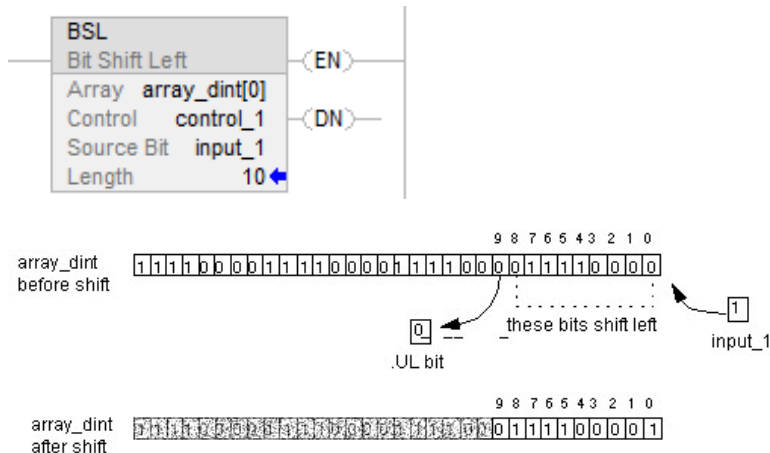 BSL
Bit Shift Left
EN
Array array_dint[0]
Control control_1
DN
Source Bit input_1
Length 10
9 8 7 6 5 4 3 2 1 0
array_dint
before shift
1 1 1 1 0 0 0 0 1 1 1 1 0 0 0 0 1 1 1 1 0 0 0 0 1 1 1 1 0 0 0 0
1
input_1
0
these bits shift left
.UL bit
9 8 7 6 5 4 3 2 1 0
array_dint
after shift
0 1 1 1 1 0 0 0 0 1